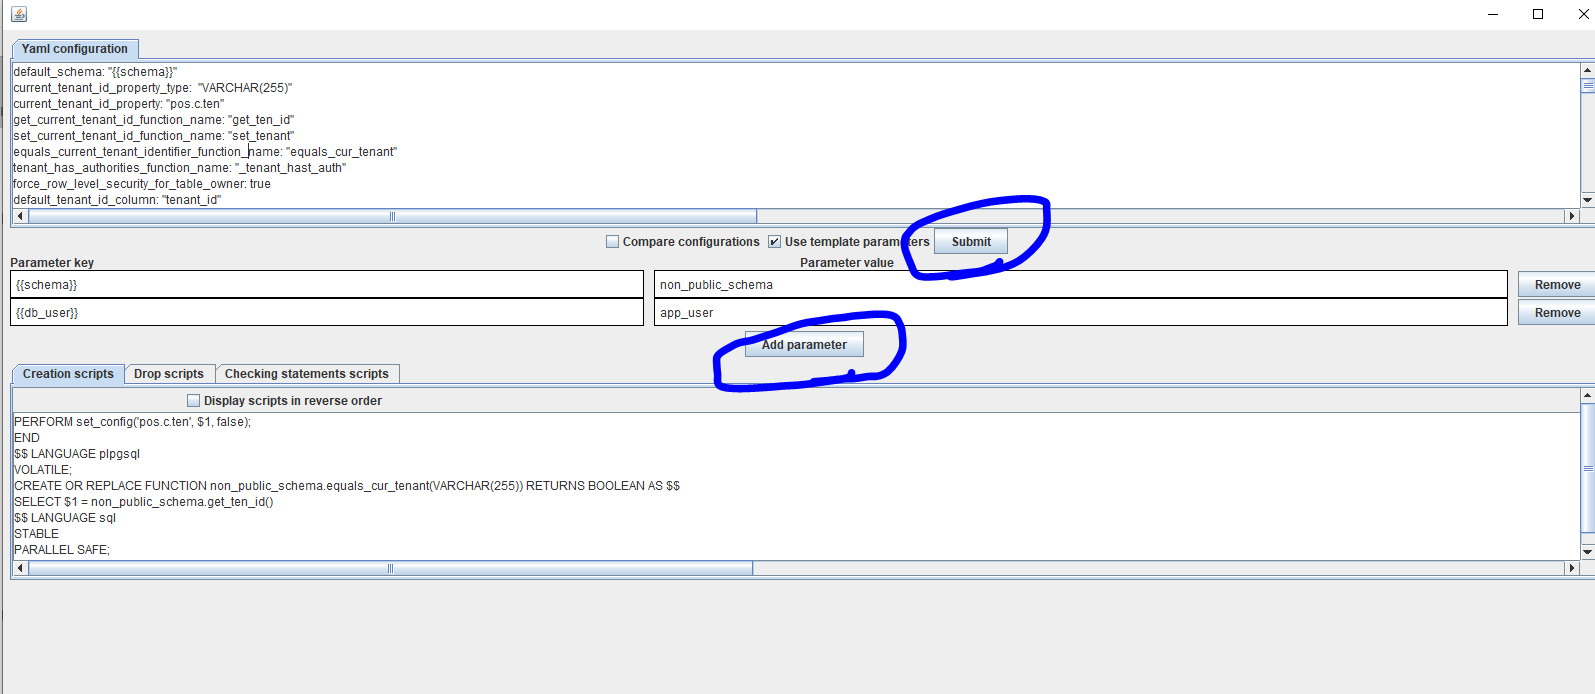 Yaml configuration
default_schema: "{{schema}}"
current_tenant_id_property_type:  "VARCHAR(255)"
current_tenant_id_property: "pos.c.ten"
get_current_tenant_id_function_name: "get_ten_id"
set_current_tenant_id_function_name: "set_tenant"
equals_current_tenant_identifier_function_name: "equals_cur_tenant"
tenant_has_authorities_function_name: "_tenant_hast_auth"
force_row_level_security_for_table_owner: true
default_tenant_id_column: "tenant_id"
Compare configurations Use template parameters Submit
Parameter key Parameter value
{{schema}} non_public_schema Remove
{{db_user}} app_user Remove
Add parameter
Creation scripts Drop scripts Checking statements scripts
Display scripts in reverse order
PERFORM set_config('pos.c.ten', $1, false);
END
$$ LANGUAGE plpgsql
VOLATILE;
CREATE OR REPLACE FUNCTION non_public_schema.equals_cur_tenant(VARCHAR(255)) RETURNS BOOLEAN AS $$
SELECT $1 = non_public_schema.get_ten_id()
$$ LANGUAGE sql
STABLE
PARALLEL SAFE;